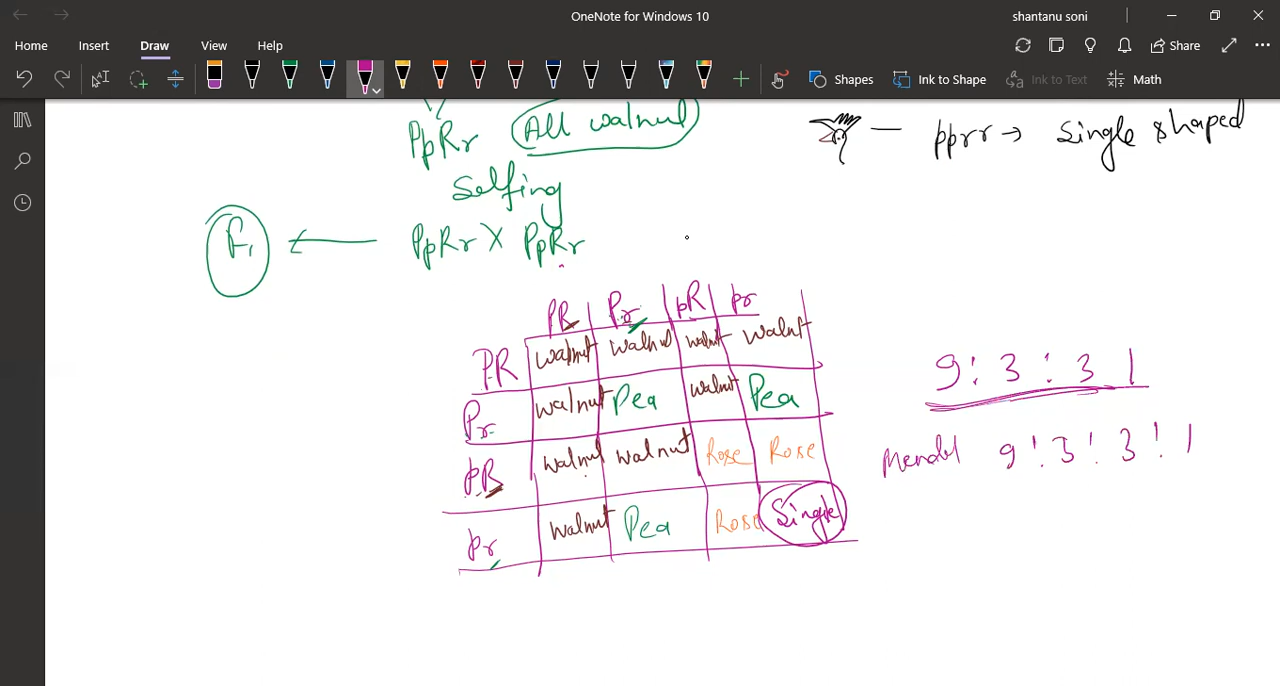 OneNote for Windows 10
shantanu soni
Home Insert Draw View Help
Share
Shapes Ink to Shape Ink to Text Math
PpRr All walnut
pprr → Single shaped
Selfing
F1 ← PpRr X PpRr
PR Pr pR pr
PR walnut walnut walnut walnut
Pr walnut Pea walnut Pea
pR walnut walnut Rose Rose
pr walnut Pea Rose Single
9 : 3 : 3 1
Mendel 9 : 3 : 3 : 1